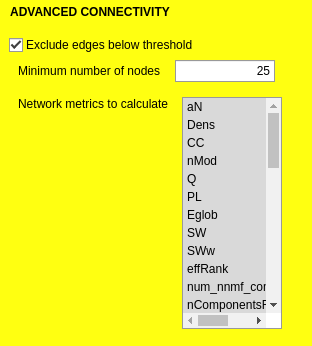 ADVANCED CONNECTIVITY
Exclude edges below threshold
Minimum number of nodes 25
Network metrics to calculate
aN
Dens
CC
nMod
Q
PL
Eglob
SW
SWw
effRank
num_nnmf_cor
nComponentsF